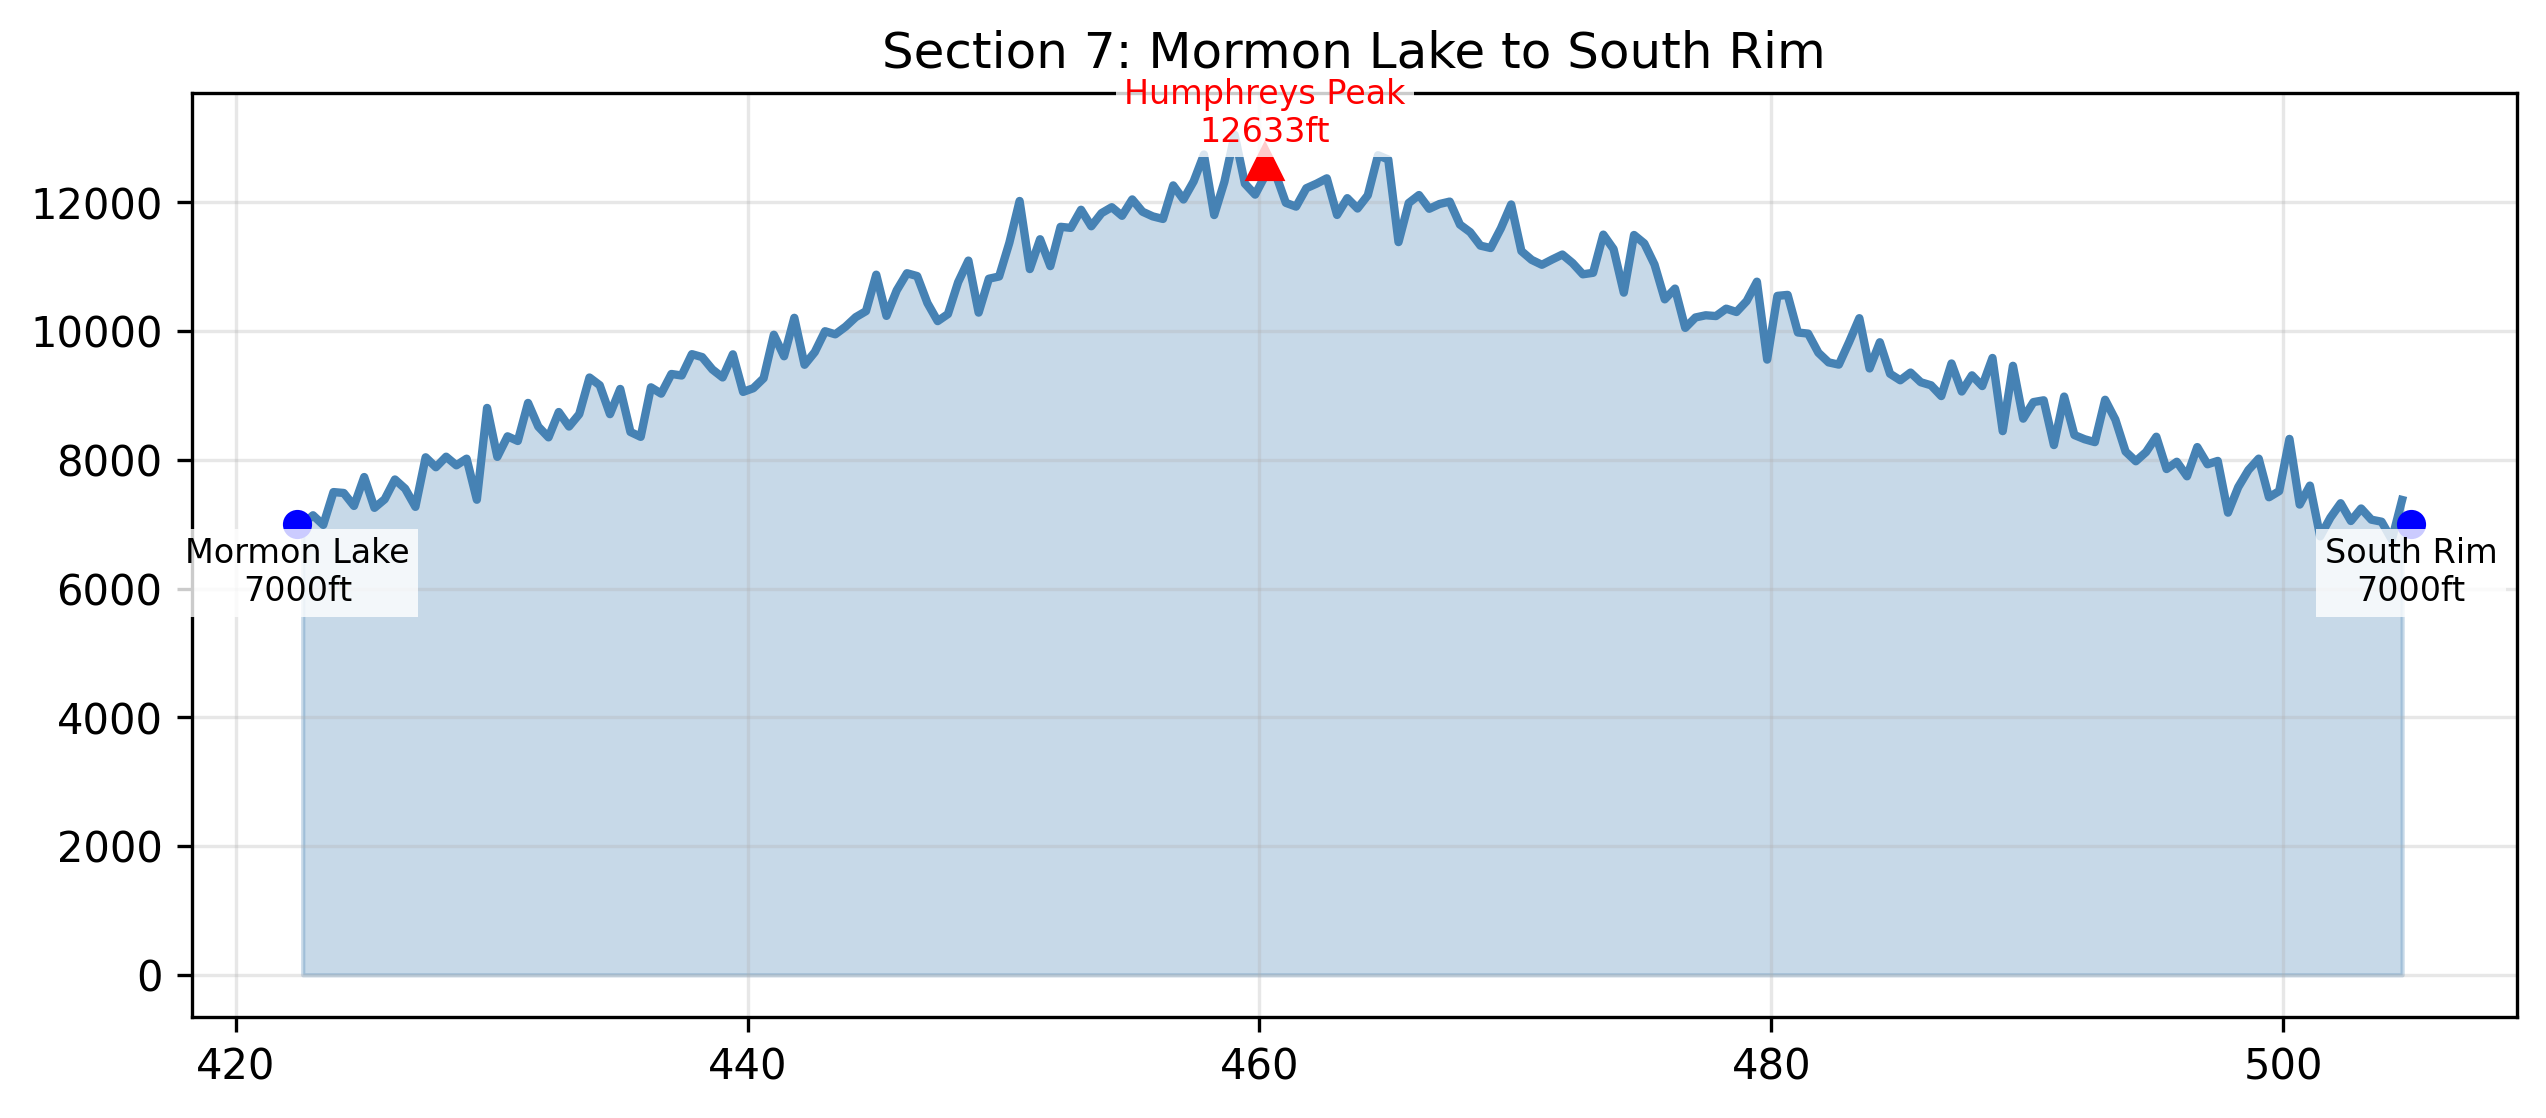 Section 7: Mormon Lake to South Rim
Humphreys Peak
12633ft
12000
10000
8000
6000
4000
2000
0
Mormon Lake
7000ft
South Rim
7000ft
420
440
460
480
500